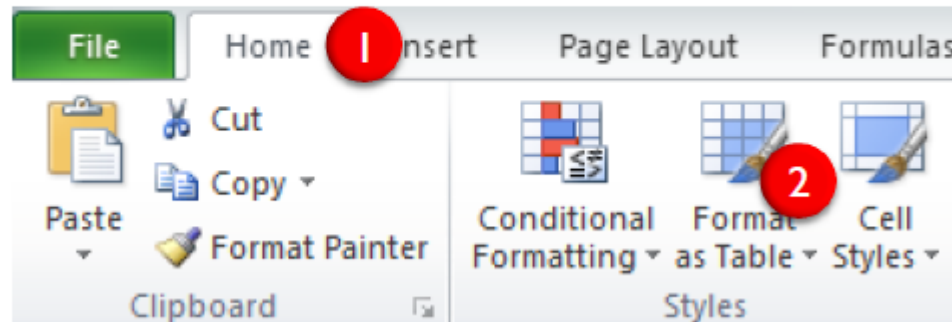 File Home 1 nsert Page Layout Formulas
Cut
Copy
Paste
Format Painter
Clipboard
Conditional Formatting
Format as Table
2
Cell Styles
Styles